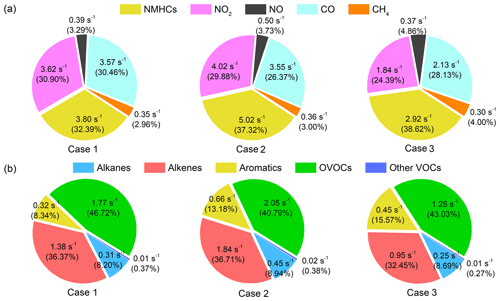 (a) NMHCs NO2 NO CO CH4
0.39 s-1 (3.29%)
3.57 s-1 (30.46%)
3.62 s-1 (30.90%)
0.35 s-1 (2.96%)
3.80 s-1 (32.39%)
Case 1
0.50 s-1 (3.73%)
4.02 s-1 (29.88%)
3.55 s-1 (26.37%)
0.36 s-1 (3.00%)
5.02 s-1 (37.32%)
Case 2
0.37 s-1 (4.86%)
1.84 s-1 (24.39%)
2.13 s-1 (28.13%)
0.30 s-1 (4.00%)
2.92 s-1 (38.62%)
Case 3
(b) Alkanes Alkenes Aromatics OVOCs Other VOCs
0.32 s-1 (8.34%)
1.77 s-1 (46.72%)
1.38 s-1 (36.37%)
0.31 s-1 (8.20%)
0.01 s-1 (0.37%)
Case 1
0.66 s-1 (13.18%)
2.05 s-1 (40.79%)
1.84 s-1 (36.71%)
0.45 s-1 (8.94%)
0.02 s-1 (0.38%)
Case 2
0.45 s-1 (15.57%)
1.26 s-1 (43.03%)
0.95 s-1 (32.45%)
0.25 s-1 (8.69%)
0.01 s-1 (0.27%)
Case 3